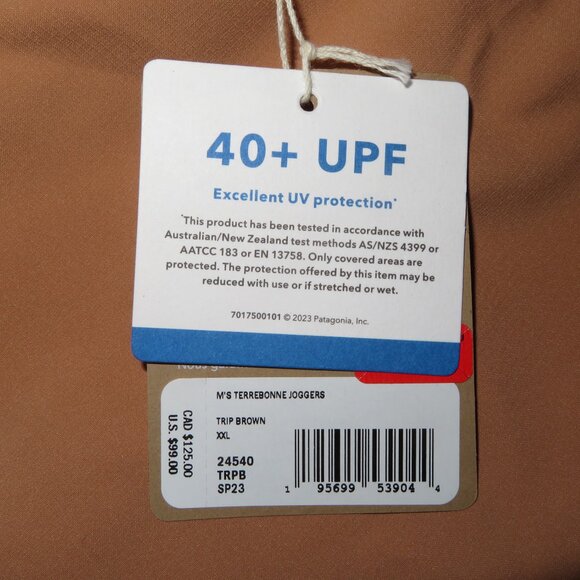 40+ UPF
Excellent UV protection*
*This product has been tested in accordance with
Australian/New Zealand test methods AS/NZS 4399 or
AATCC 183 or EN 13758. Only covered areas are
protected. The protection offered by this item may be
reduced with use or if stretched or wet.
7017500101 © 2023 Patagonia, Inc.
Nous
M'S TERREBONNE JOGGERS
TRIP BROWN
XXL
24540
TRPB
SP23
1 95699 53904 4
CAD $125.00
U.S. $99.00